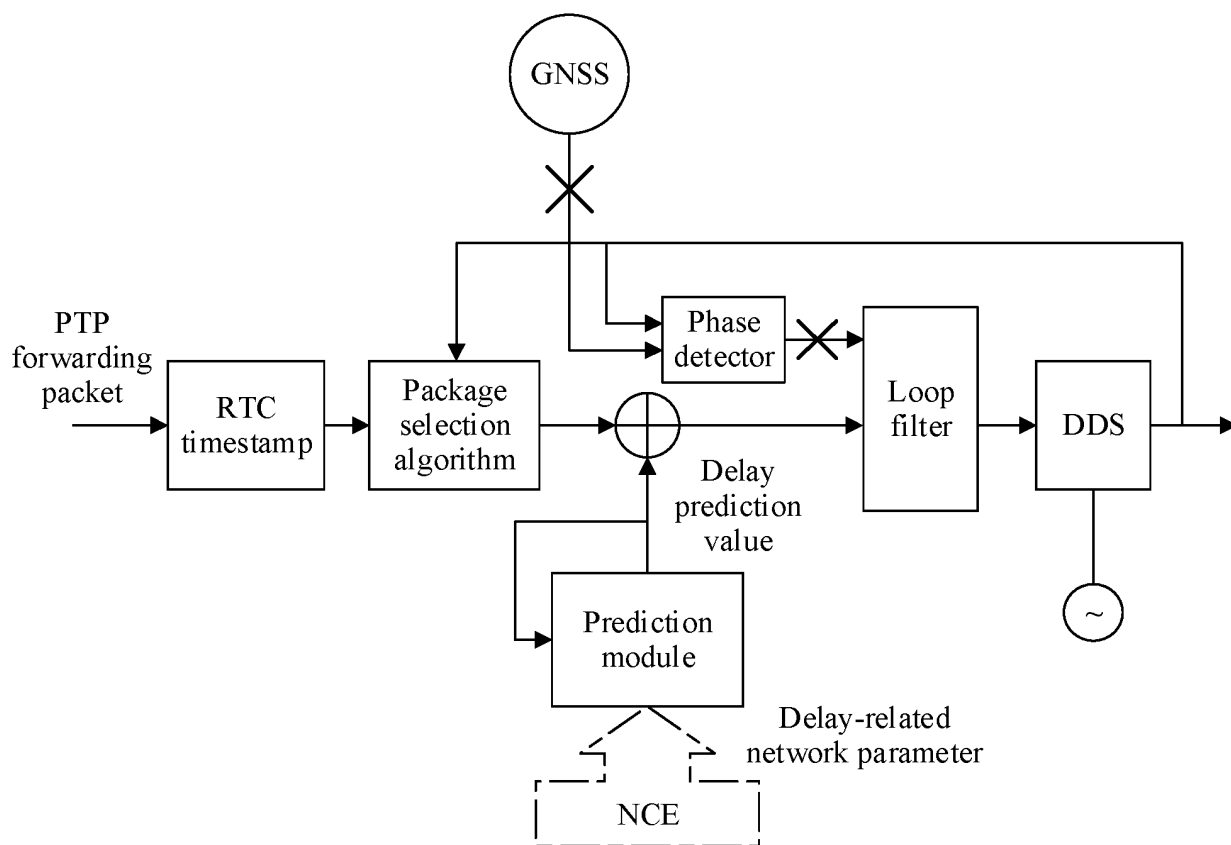 GNSS
PTP
forwarding
packet
RTC
timestamp
Package
selection
algorithm
Phase
detector
Loop
filter
DDS
Delay
prediction
value
~
Prediction
module
Delay-related
network parameter
NCE